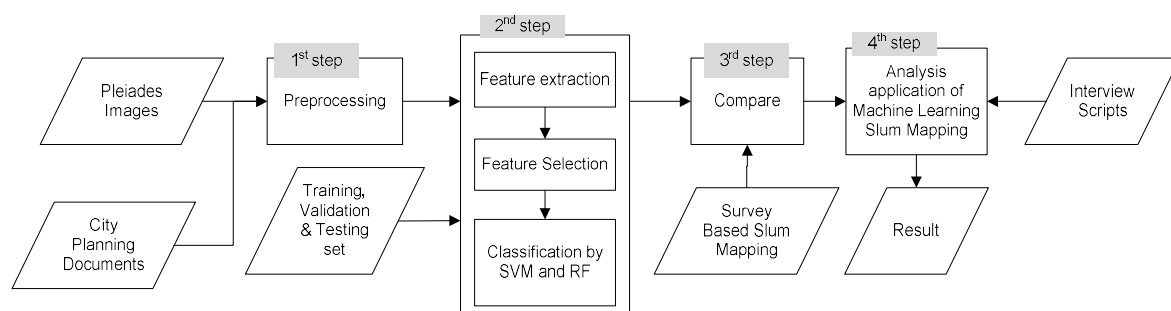 Pleiades
Images
City
Planning
Documents
1st step
Preprocessing
Training,
Validation
& Testing
set
2nd step
Feature extraction
Feature Selection
Classification by
SVM and RF
3rd step
Compare
Survey
Based Slum
Mapping
4th step
Analysis
application of
Machine Learning
Slum Mapping
Result
Interview
Scripts